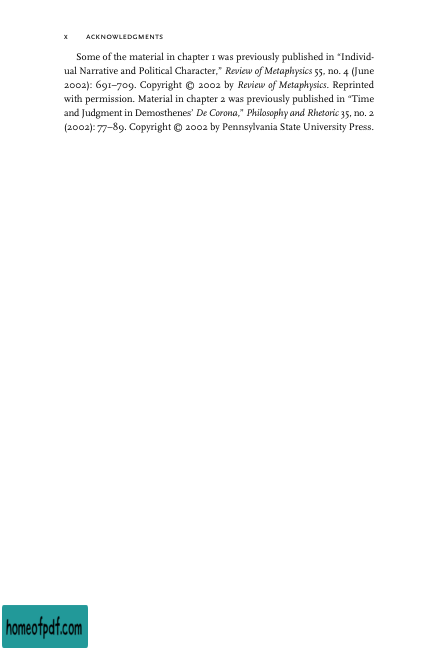 x ACKNOWLEDGMENTS
Some of the material in chapter 1 was previously published in “Individ-
ual Narrative and Political Character,” Review of Metaphysics 55, no. 4 (June
2002): 691–709. Copyright © 2002 by Review of Metaphysics. Reprinted
with permission. Material in chapter 2 was previously published in “Time
and Judgment in Demosthenes’ De Corona,” Philosophy and Rhetoric 35, no. 2
(2002): 77–89. Copyright © 2002 by Pennsylvania State University Press.
homeofpdf.com